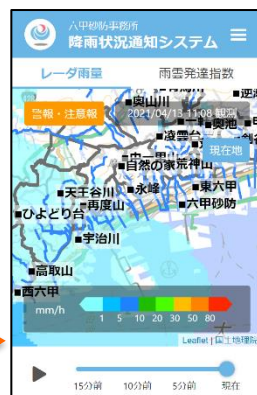 六甲砂防事務所
降雨状況通知システム
レーダ雨量 雨雲発達指数
■奥山川
警報・注意報
2021/04/13 11:08 観測
■凌雲台
現在地
■自然の家
荒神山
■天王谷川 ■永峰 ■東六甲
■再度山 ■六甲砂防
■ひよどり台
■宇治川
■高取山
■西六甲
mm/h
1 5 10 20 30 50 80
Leaflet | 国土地理院
15分前 10分前 5分前 現在